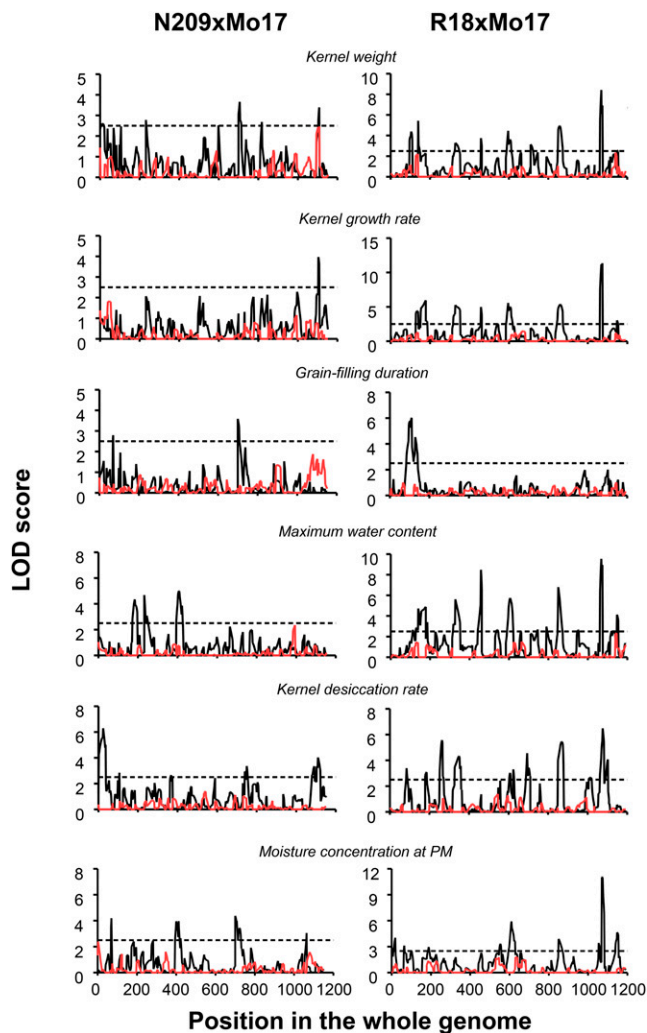 N209xMo17 R18xMo17
Kernel weight
5 4 3 2 1 0
10 8 6 4 2 0
Kernel growth rate
5 4 3 2 1 0
15 10 5 0
Grain-filling duration
5 4 3 2 1 0
8 6 4 2 0
LOD score
Maximum water content
8 6 4 2 0
10 8 6 4 2 0
Kernel desiccation rate
8 6 4 2 0
8 6 4 2 0
Moisture concentration at PM
8 6 4 2 0
12 9 6 3 0
0 200 400 600 800 1000 1200 0 200 400 600 800 1000 1200
Position in the whole genome